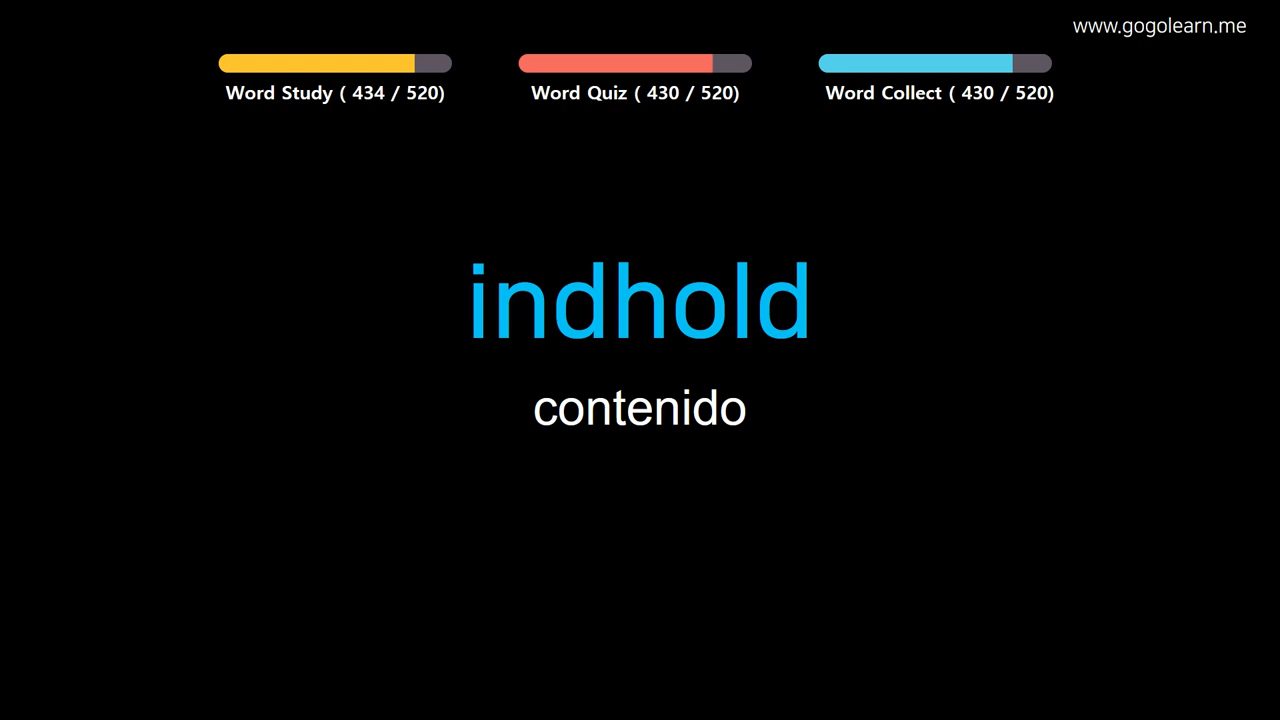 www.gogolearn.me
Word Study ( 434 / 520)
Word Quiz ( 430 / 520)
Word Collect ( 430 / 520)
indhold
contenido